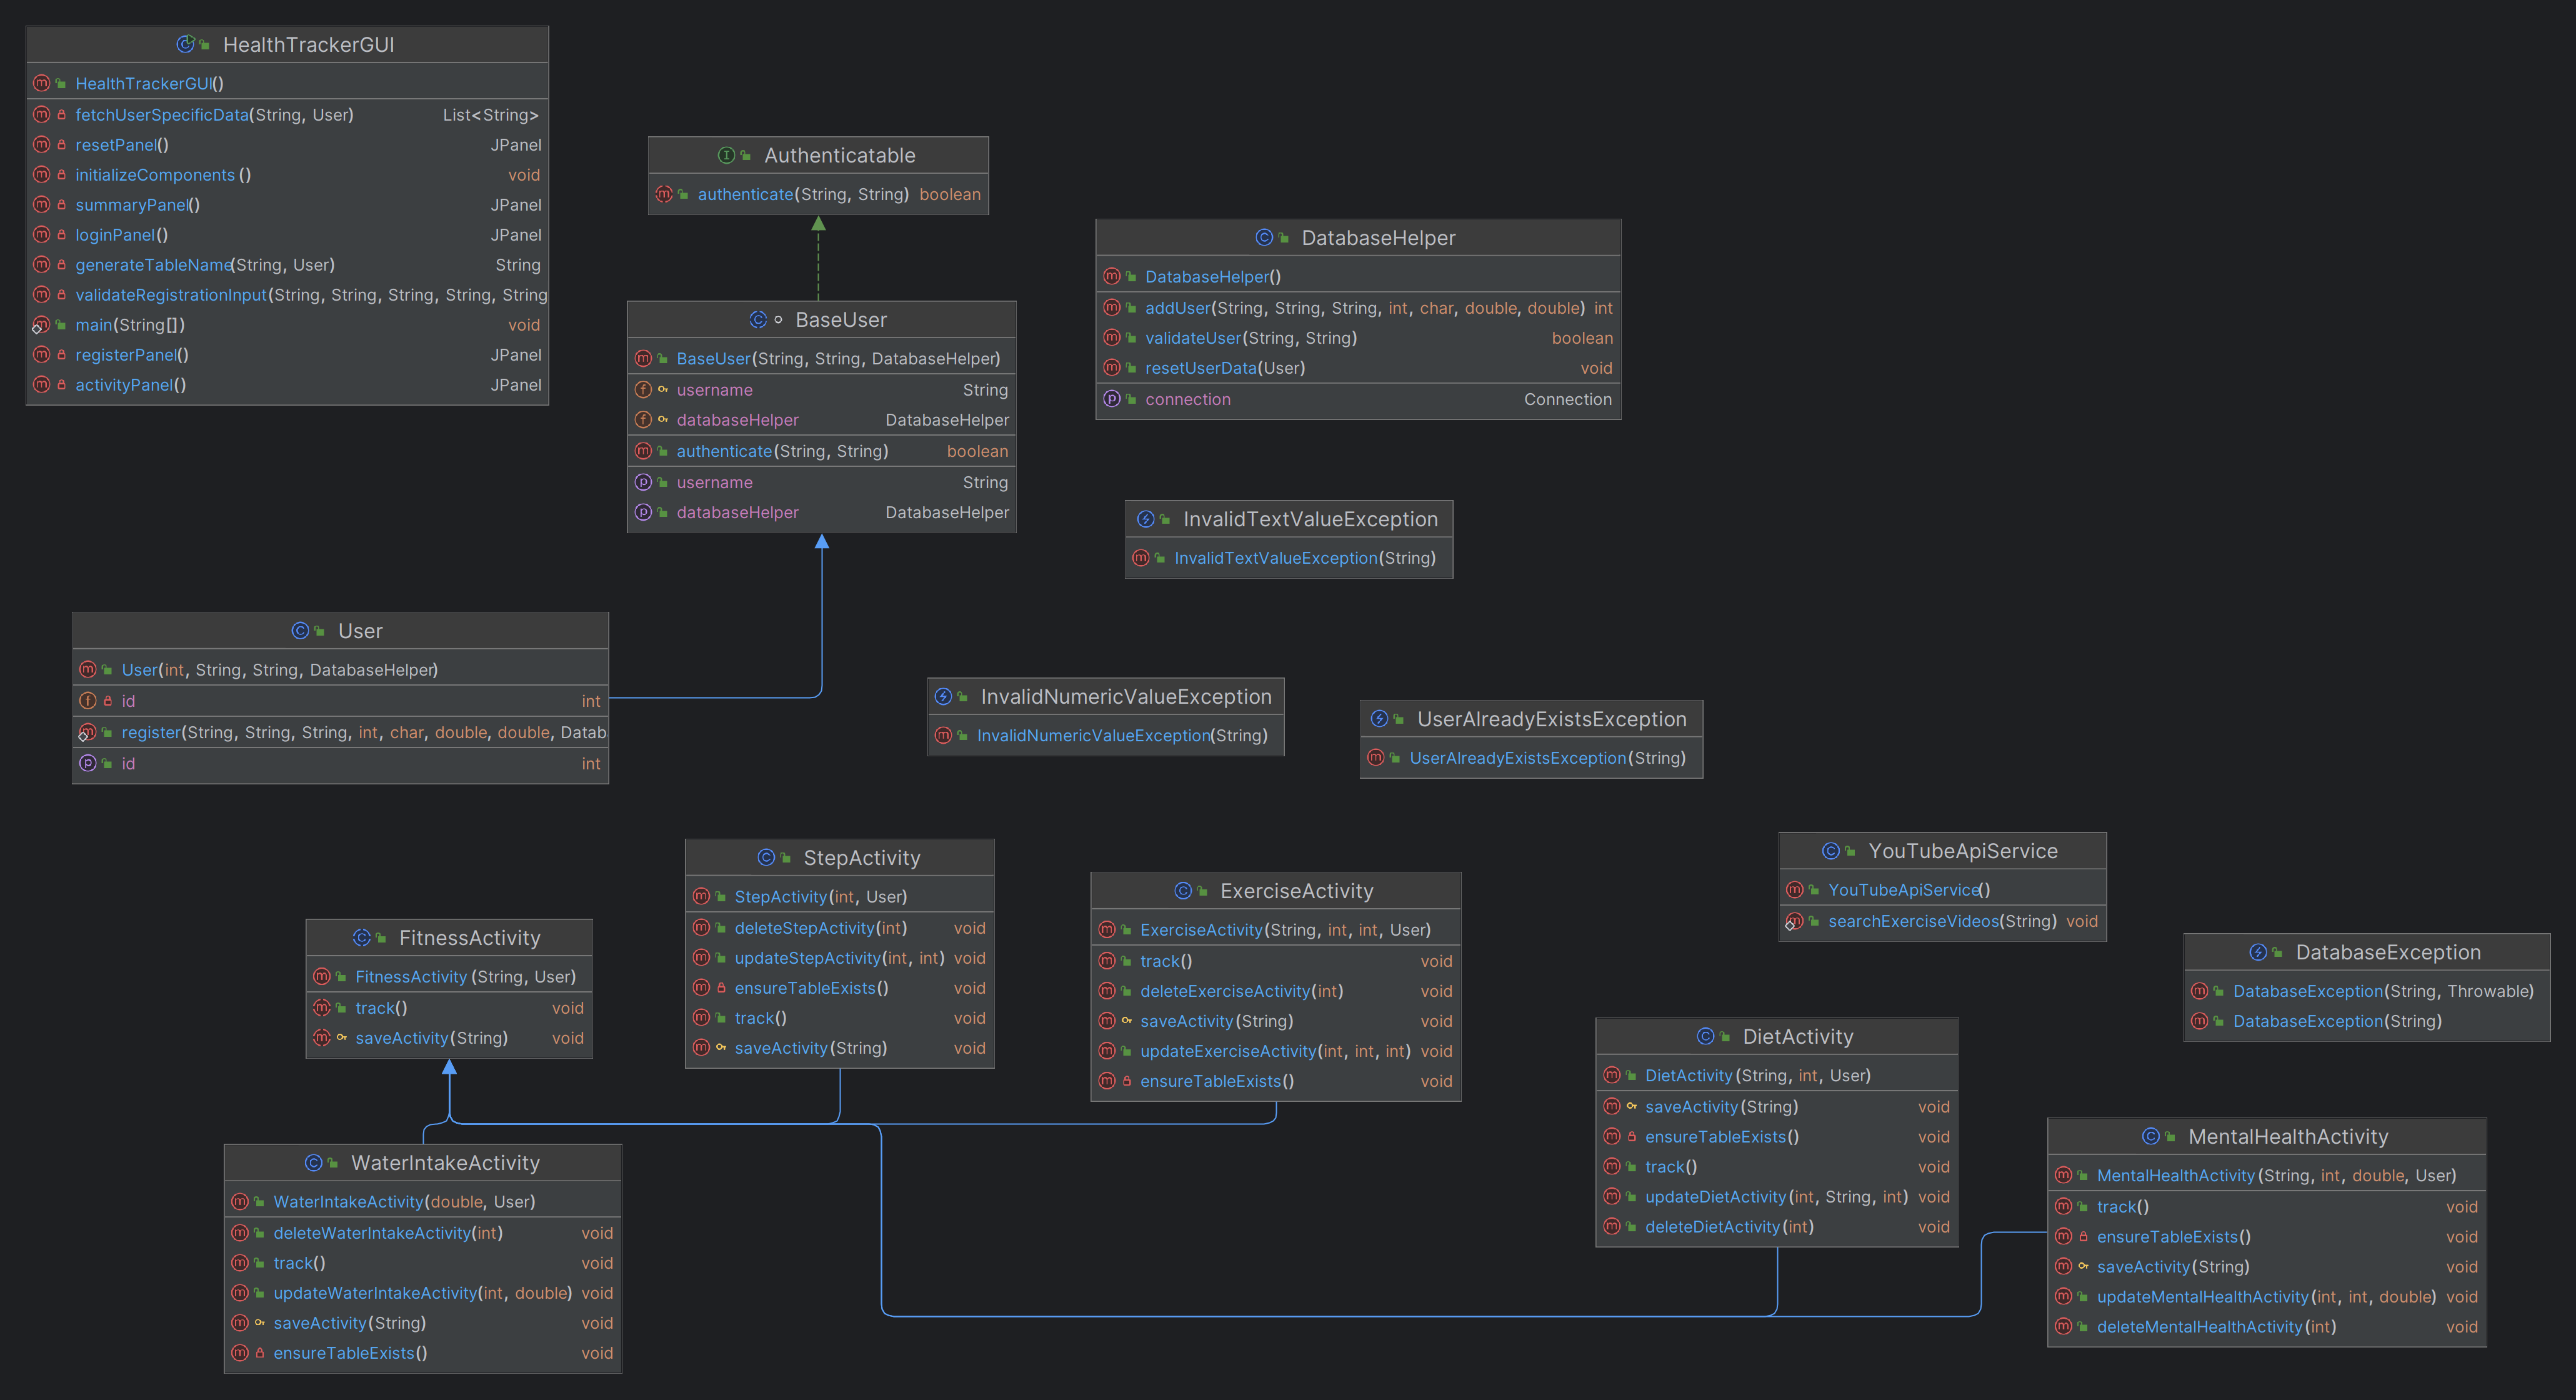 HealthTrackerGUI
HealthTrackerGUI()
fetchUserSpecificData(String, User) List<String>
resetPanel() JPanel
initializeComponents () void
summaryPanel() JPanel
loginPanel() JPanel
generateTableName(String, User) String
validateRegistrationInput(String, String, String, String, String
main(String[]) void
registerPanel() JPanel
activityPanel() JPanel
Authenticatable
authenticate(String, String) boolean
DatabaseHelper
DatabaseHelper()
addUser(String, String, String, int, char, double, double) int
validateUser(String, String) boolean
resetUserData(User) void
connection Connection
BaseUser
BaseUser(String, String, DatabaseHelper)
username String
databaseHelper DatabaseHelper
authenticate(String, String) boolean
username String
databaseHelper DatabaseHelper
InvalidTextValueException
InvalidTextValueException(String)
User
User(int, String, String, DatabaseHelper)
id int
register(String, String, String, int, char, double, double, Datab
id int
InvalidNumericValueException
InvalidNumericValueException(String)
UserAlreadyExistsException
UserAlreadyExistsException(String)
StepActivity
StepActivity(int, User)
deleteStepActivity(int) void
updateStepActivity(int, int) void
ensureTableExists() void
track() void
saveActivity(String) void
ExerciseActivity
ExerciseActivity(String, int, int, User)
track() void
deleteExerciseActivity(int) void
saveActivity(String) void
updateExerciseActivity(int, int, int) void
ensureTableExists() void
YouTubeApiService
YouTubeApiService()
searchExerciseVideos(String) void
FitnessActivity
FitnessActivity (String, User)
track() void
saveActivity(String) void
DatabaseException
DatabaseException(String, Throwable)
DatabaseException(String)
DietActivity
DietActivity(String, int, User)
saveActivity(String) void
ensureTableExists() void
track() void
updateDietActivity(int, String, int) void
deleteDietActivity(int) void
MentalHealthActivity
MentalHealthActivity(String, int, double, User)
track() void
ensureTableExists() void
saveActivity(String) void
updateMentalHealthActivity(int, int, double) void
deleteMentalHealthActivity(int) void
WaterIntakeActivity
WaterIntakeActivity(double, User)
deleteWaterIntakeActivity(int) void
track() void
updateWaterIntakeActivity(int, double) void
saveActivity(String) void
ensureTableExists() void